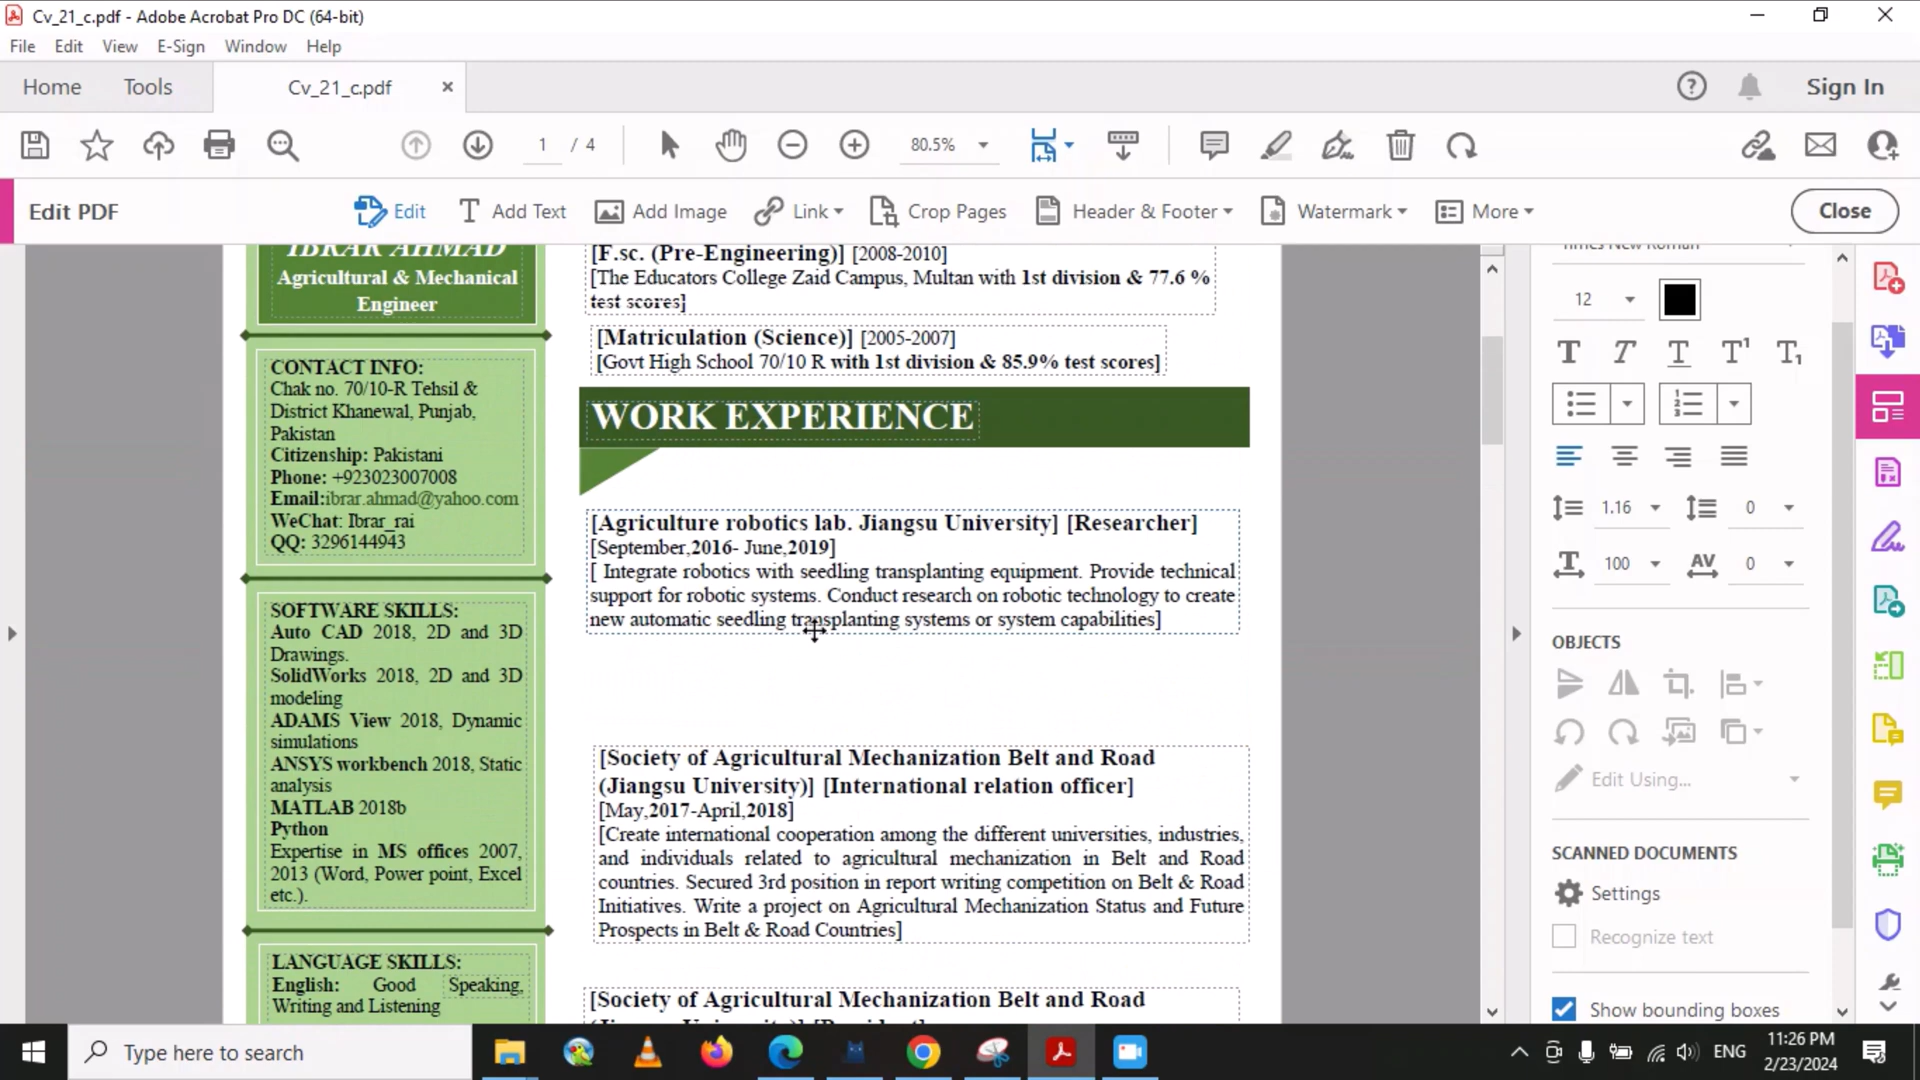 Cv_21_c.pdf - Adobe Acrobat Pro DC (64-bit)
File Edit View E-Sign Window Help
Home Tools Cv_21_c.pdf Sign In
1 / 4 80.5%
Edit PDF Edit Add Text Add Image Link Crop Pages Header & Footer Watermark More Close
IBRAR AHMAD
Agricultural & Mechanical
Engineer
CONTACT INFO:
Chak no. 70/10-R Tehsil &
District Khanewal, Punjab,
Pakistan
Citizenship: Pakistani
Phone: +923023007008
Email:ibrar.ahmad@yahoo.com
WeChat: Ibrar_rai
QQ: 3296144943
SOFTWARE SKILLS:
Auto CAD 2018, 2D and 3D
Drawings.
SolidWorks 2018, 2D and 3D
modeling
ADAMS View 2018, Dynamic
simulations
ANSYS workbench 2018, Static
analysis
MATLAB 2018b
Python
Expertise in MS offices 2007,
2013 (Word, Power point, Excel
etc.).
LANGUAGE SKILLS:
English: Good Speaking,
Writing and Listening
[F.sc. (Pre-Engineering)] [2008-2010]
[The Educators College Zaid Campus, Multan with 1st division & 77.6 %
test scores]
[Matriculation (Science)] [2005-2007]
[Govt High School 70/10 R with 1st division & 85.9% test scores]
WORK EXPERIENCE
[Agriculture robotics lab. Jiangsu University] [Researcher]
[September,2016- June,2019]
[ Integrate robotics with seedling transplanting equipment. Provide technical
support for robotic systems. Conduct research on robotic technology to create
new automatic seedling transplanting systems or system capabilities]
[Society of Agricultural Mechanization Belt and Road
(Jiangsu University)] [International relation officer]
[May,2017-April,2018]
[Create international cooperation among the different universities, industries,
and individuals related to agricultural mechanization in Belt and Road
countries. Secured 3rd position in report writing competition on Belt & Road
Initiatives. Write a project on Agricultural Mechanization Status and Future
Prospects in Belt & Road Countries]
[Society of Agricultural Mechanization Belt and Road
Times New Roman
12
1.16 0
100 0
OBJECTS
Edit Using...
SCANNED DOCUMENTS
Settings
Recognize text
Show bounding boxes
Type here to search
ENG
11:26 PM
2/23/2024